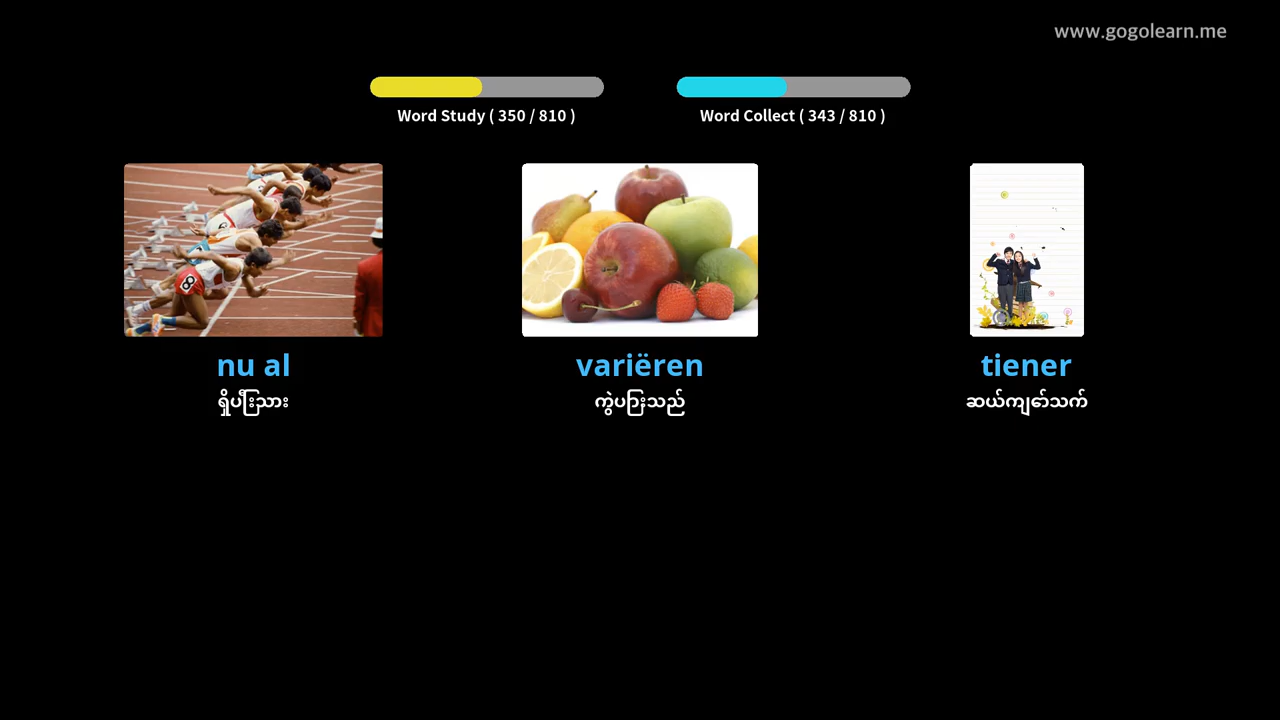 www.gogolearn.me
Word Study ( 350 / 810 )
Word Collect ( 343 / 810 )
nu al
ရှိပြီးသား
variëren
ကွဲပြားသည်
tiener
ဆယ်ကျော်သက်
8